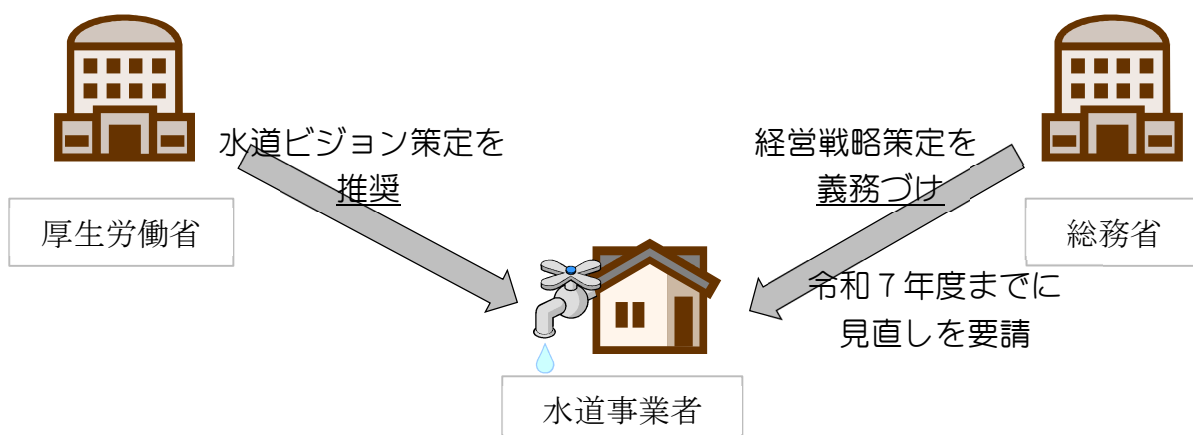 水道ビジョン策定を
推奨
経営戦略策定を
義務づけ
厚生労働省
総務省
令和７年度までに
見直しを要請
水道事業者